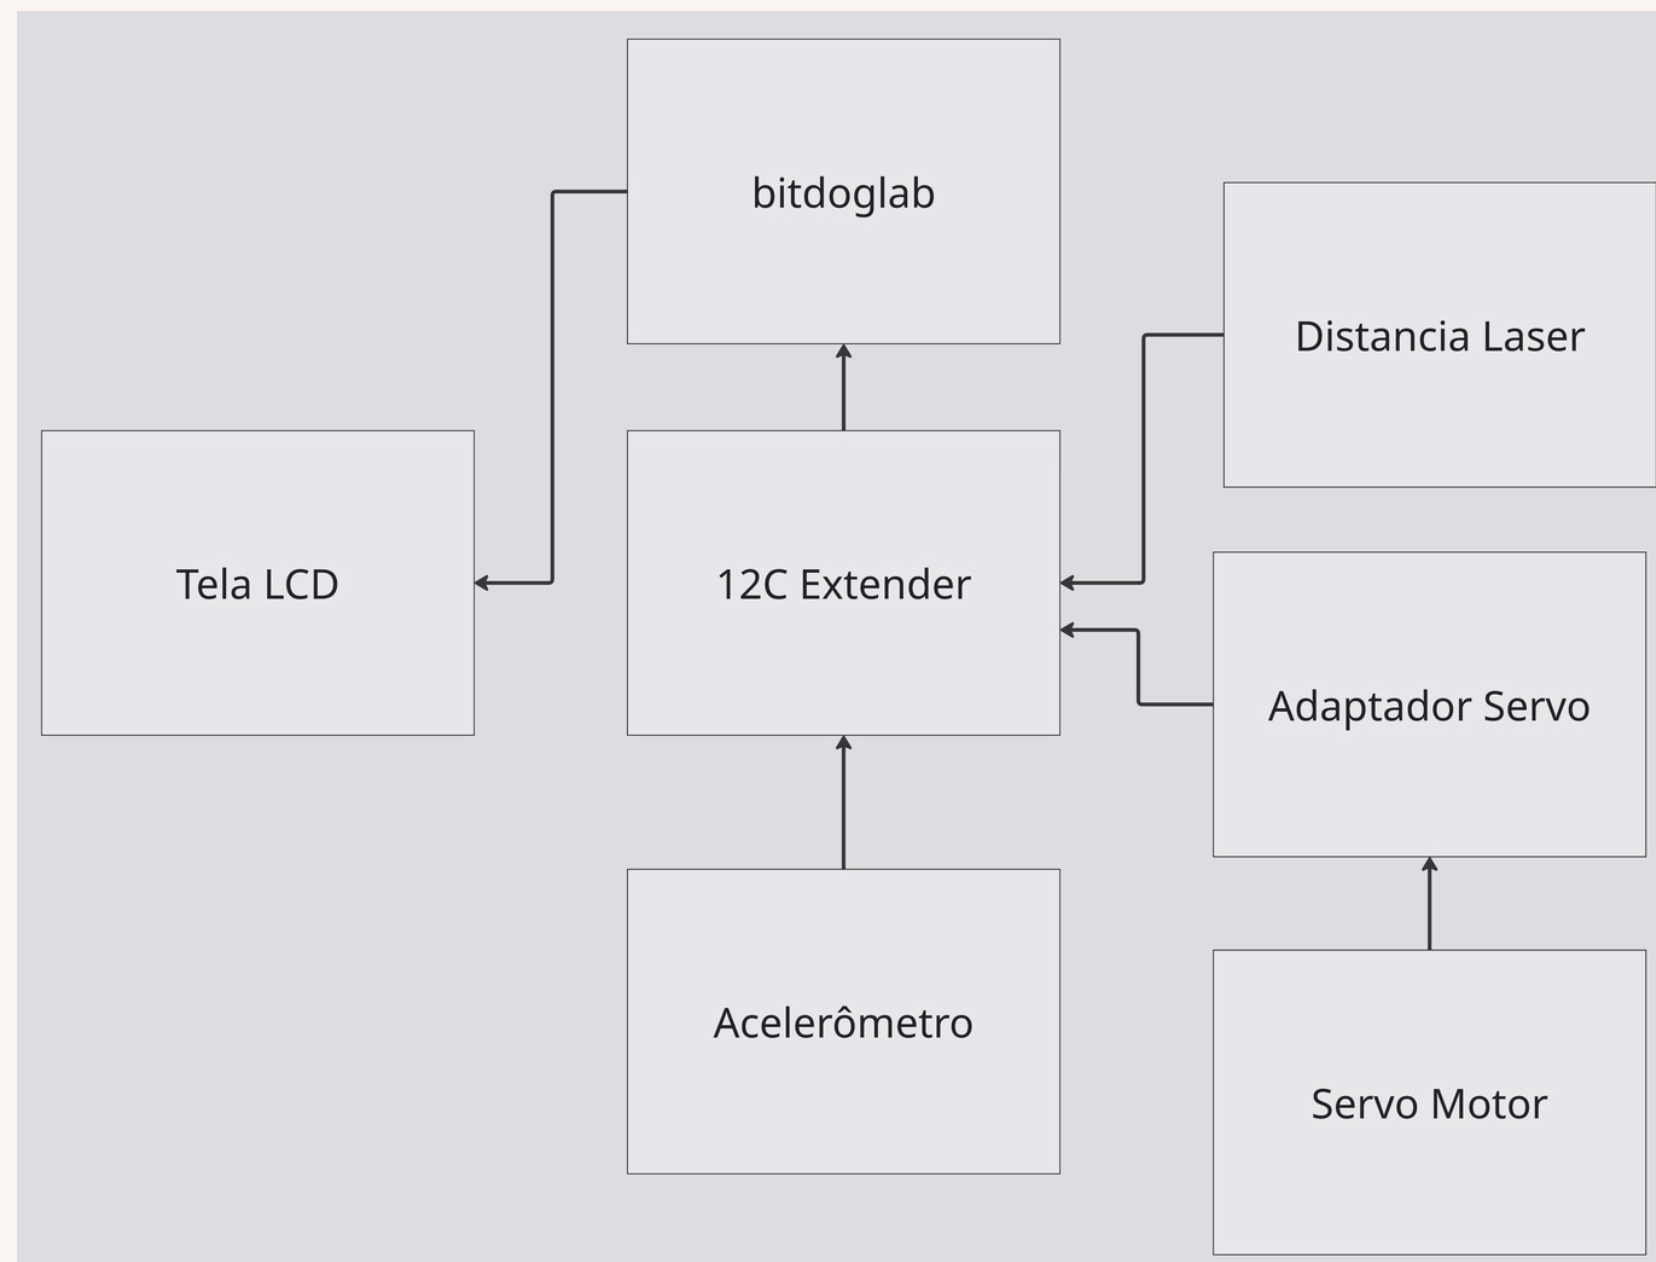 bitdoglab
Distancia Laser
Tela LCD
12C Extender
Adaptador Servo
Acelerômetro
Servo Motor